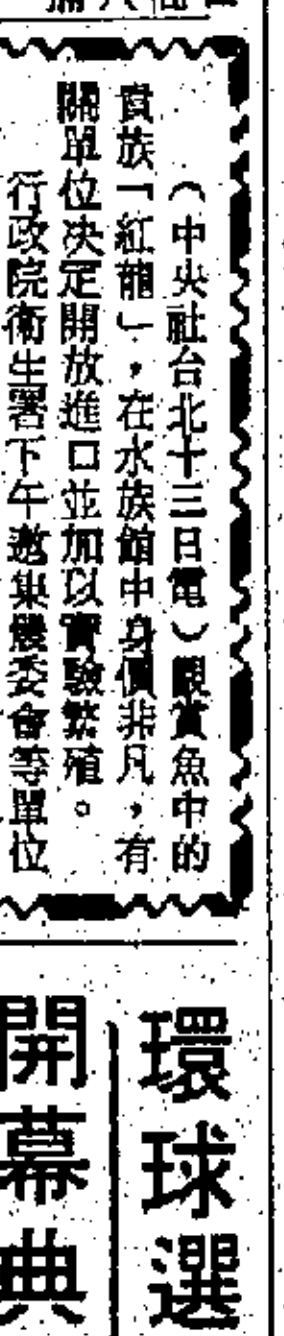 (中央社台北十三日電)觀賞魚中的
貴族「紅龍」,在水族館中身價非凡,有
關單位決定開放進口並加以實驗繁殖。
行政院衛生署下午邀集農委會等單位
環球選
開幕典